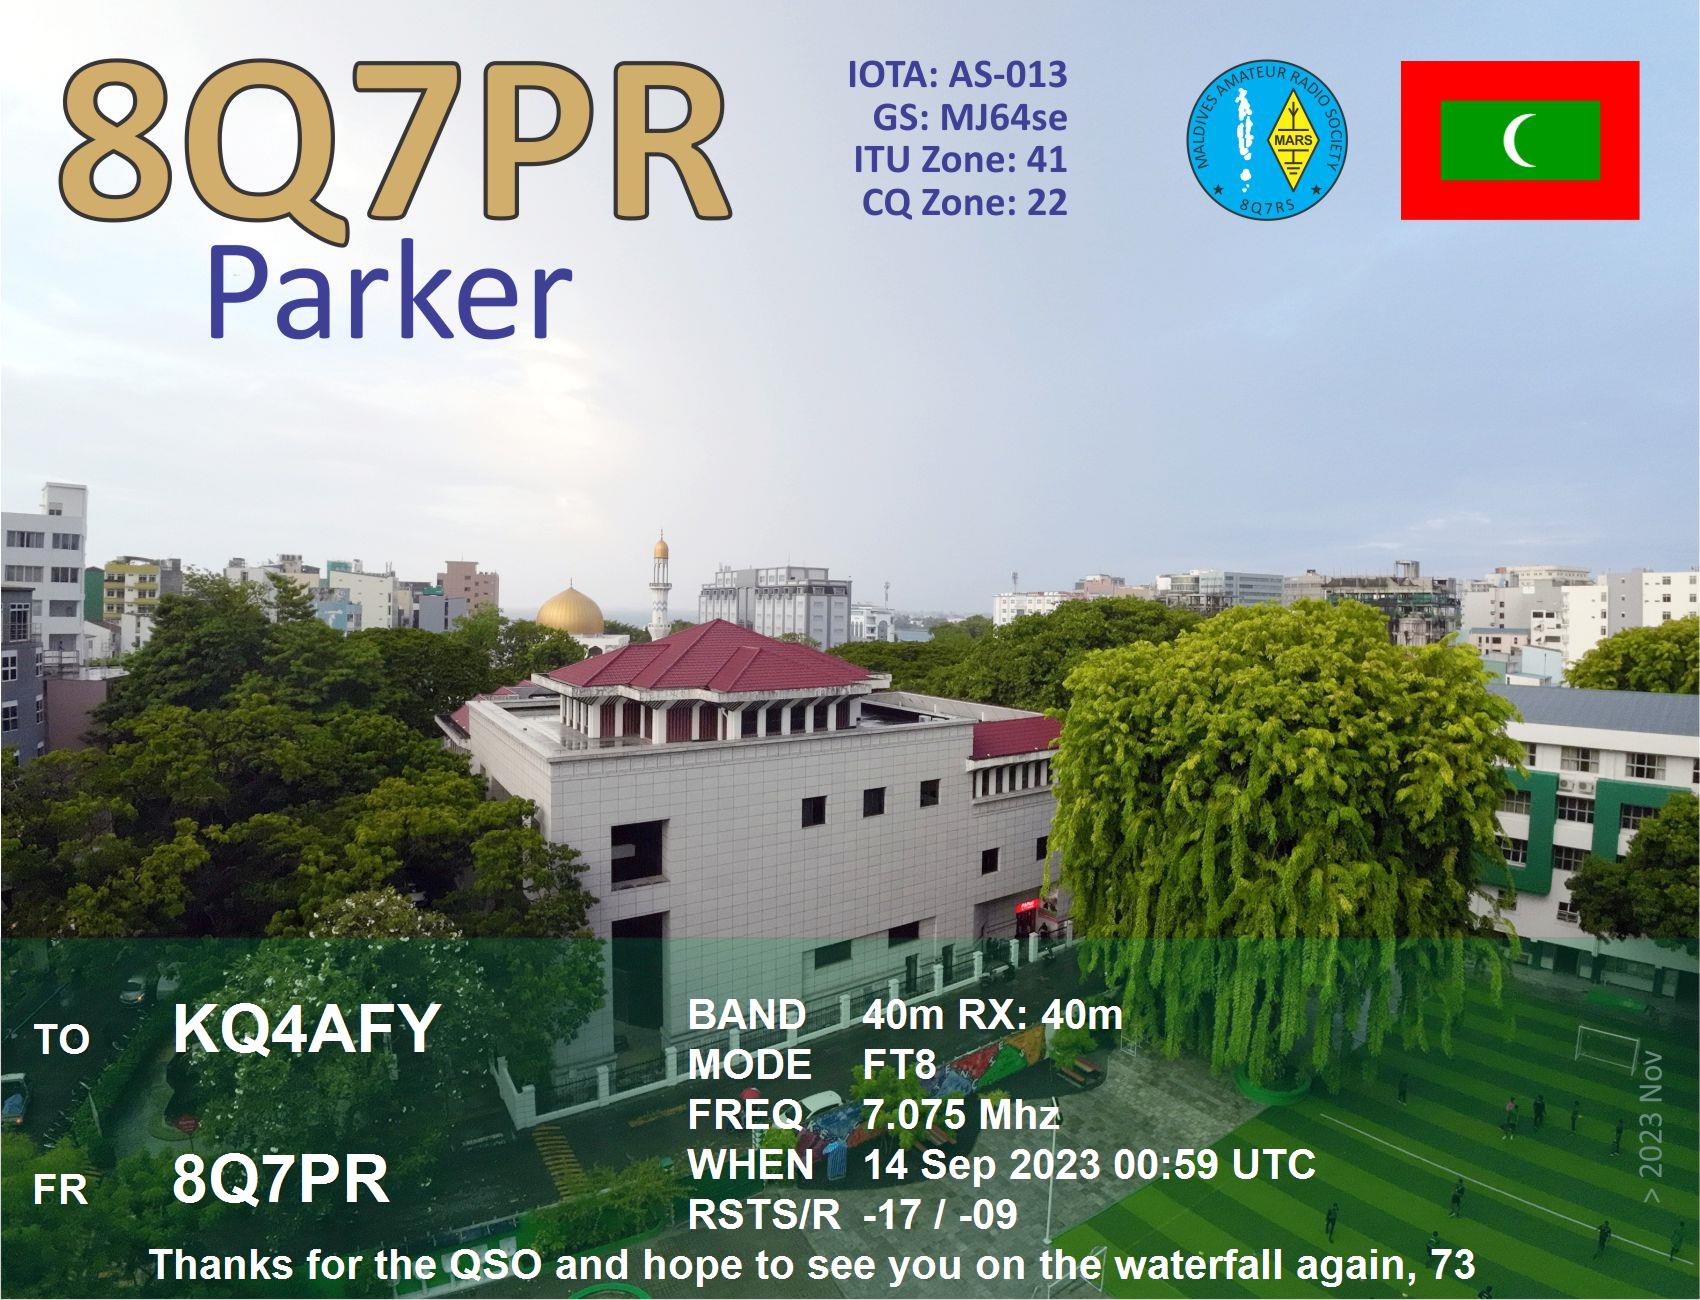 8Q7PR
Parker
IOTA: AS-013
GS: MJ64se
ITU Zone: 41
CQ Zone: 22
MALDIVES AMATEUR RADIO SOCIETY
MARS
8Q7RS
TO KQ4AFY
FR 8Q7PR
BAND 40m RX: 40m
MODE FT8
FREQ 7.075 Mhz
WHEN 14 Sep 2023 00:59 UTC
RSTS/R -17 / -09
Thanks for the QSO and hope to see you on the waterfall again, 73
> 2023 Nov